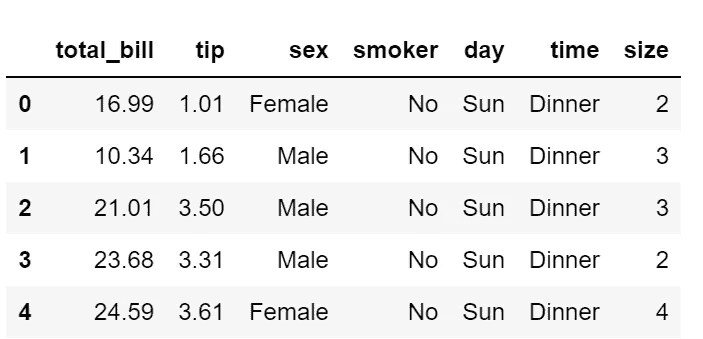 total_bill tip sex smoker day time size
0 16.99 1.01 Female No Sun Dinner 2
1 10.34 1.66 Male No Sun Dinner 3
2 21.01 3.50 Male No Sun Dinner 3
3 23.68 3.31 Male No Sun Dinner 2
4 24.59 3.61 Female No Sun Dinner 4